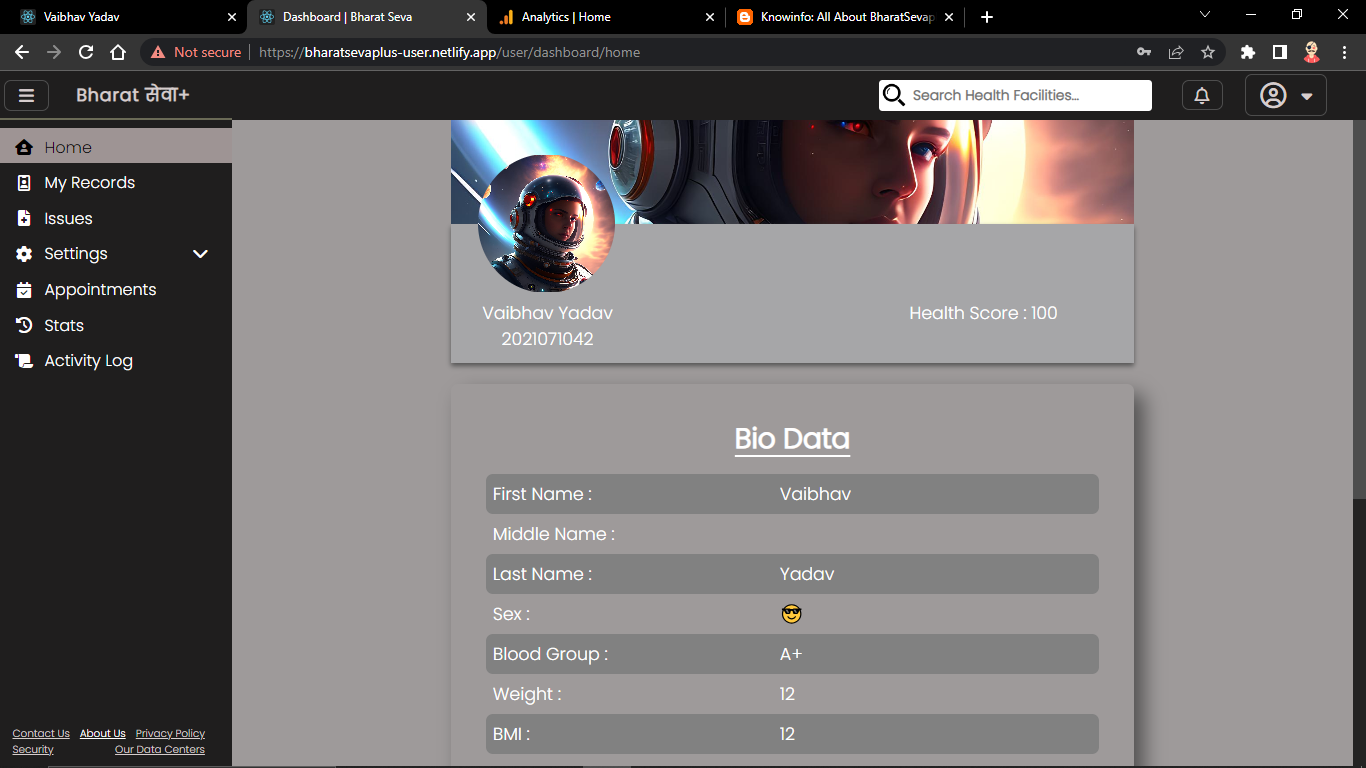 Vaibhav Yadav
Dashboard | Bharat Seva
Analytics | Home
Knowinfo: All About BharatSevap
Not secure
https://bharatsevaplus-user.netlify.app/user/dashboard/home
Bharat सेवा+
Search Health Facilities...
Home
My Records
Issues
Settings
Appointments
Stats
Activity Log
Vaibhav Yadav
2021071042
Health Score : 100
Bio Data
First Name : Vaibhav
Middle Name :
Last Name : Yadav
Sex : 😎
Blood Group : A+
Weight : 12
BMI : 12
Contact Us About Us Privacy Policy
Security Our Data Centers